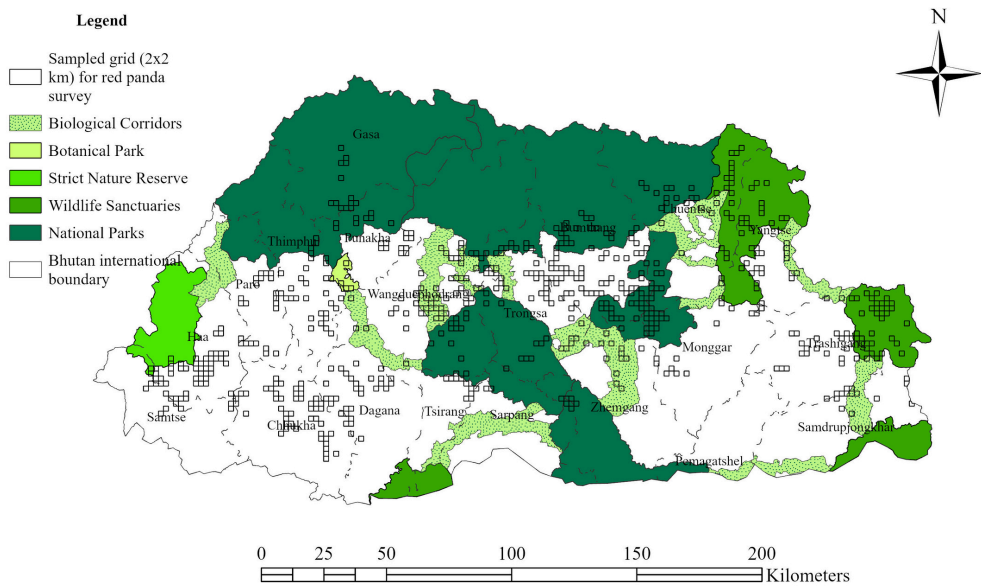 Legend
Sampled grid (2x2
km) for red panda
survey
Biological Corridors
Botanical Park
Strict Nature Reserve
Wildlife Sanctuaries
National Parks
Bhutan international
boundary
N
Gasa
Lhuentse
Thimphu
Punakha
Bumthang
Yangtse
Paro
Wangduephodrang
Trongsa
Haa
Monggar
Trashigang
Samtse
Chhukha
Dagana
Tsirang
Sarpang
Zhemgang
Samdrupjongkhar
Pemagatshel
0 25 50 100 150 200
Kilometers